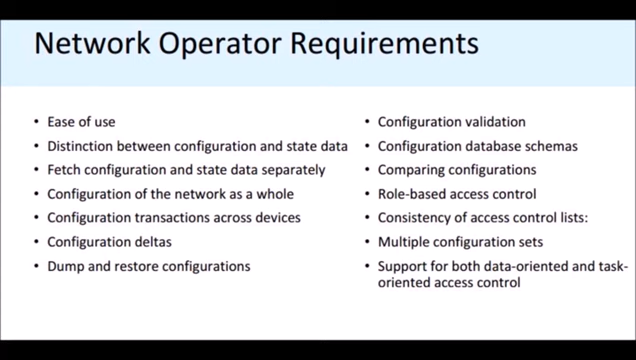 Network Operator Requirements
• Ease of use
• Distinction between configuration and state data
• Fetch configuration and state data separately
• Configuration of the network as a whole
• Configuration transactions across devices
• Configuration deltas
• Dump and restore configurations
• Configuration validation
• Configuration database schemas
• Comparing configurations
• Role-based access control
• Consistency of access control lists:
• Multiple configuration sets
• Support for both data-oriented and task-
oriented access control